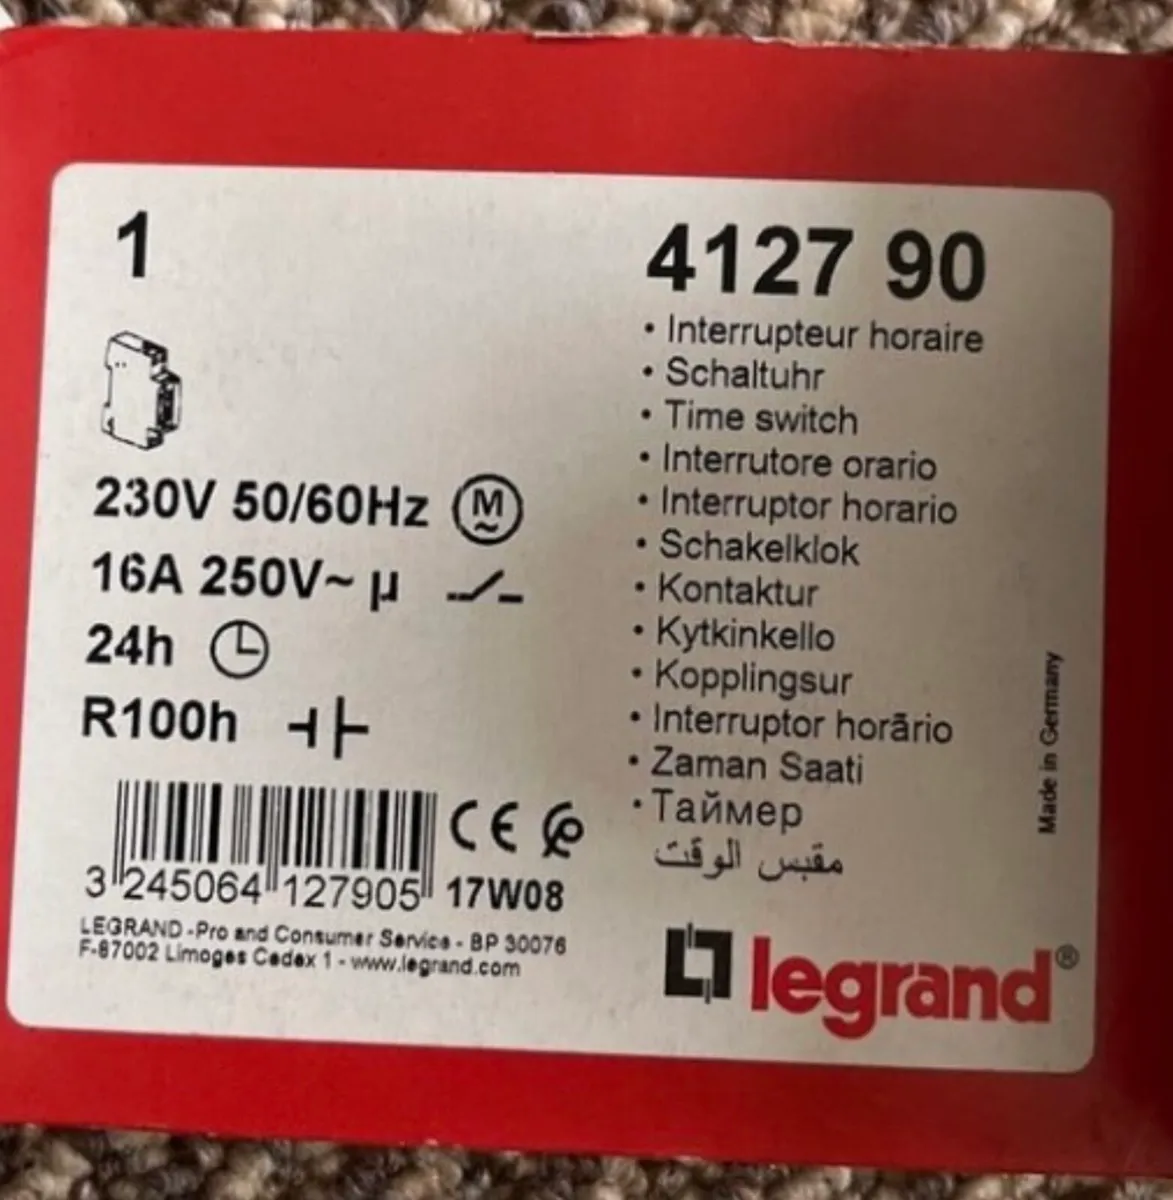 1
4127 90
• Interrupteur horaire
• Schaltuhr
• Time switch
• Interrutore orario
• Interruptor horario
• Schakelklok
• Kontaktur
• Kytkinkello
• Kopplingsur
• Interruptor horãrio
• Zaman Saati
• Таймер
مقبس الوقت
230V 50/60Hz M~
16A 250V~ µ
24h
R100h
CE
3 245064 127905 17W08
LEGRAND - Pro and Consumer Service - BP 30076
F-87002 Limoges Cedex 1 - www.legrand.com
Made in Germany
legrand®